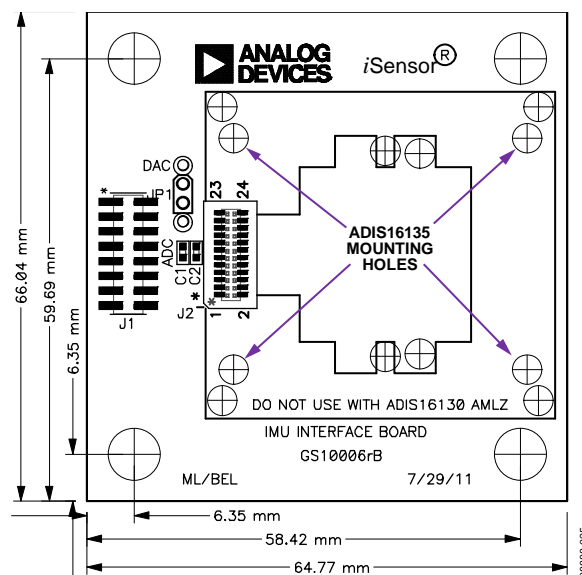 ANALOG
DEVICES
iSensor®
DAC
JP1
*
23 24
ADIS16135
MOUNTING
HOLES
66.04 mm
59.69 mm
6.35 mm
ADC
C1
C2
*
*
J1
J2
1
2
DO NOT USE WITH ADIS16130 AMLZ
IMU INTERFACE BOARD
GS10006rB
ML/BEL
7/29/11
6.35 mm
58.42 mm
64.77 mm